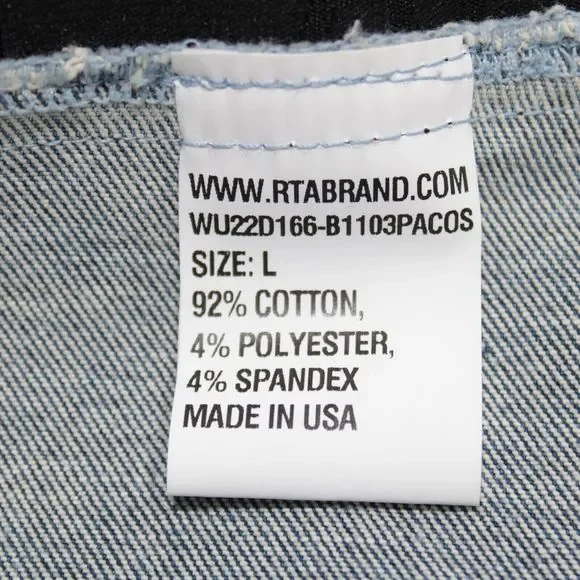 WWW.RTABRAND.COM
WU22D166-B1103PACOS
SIZE: L
92% COTTON,
4% POLYESTER,
4% SPANDEX
MADE IN USA